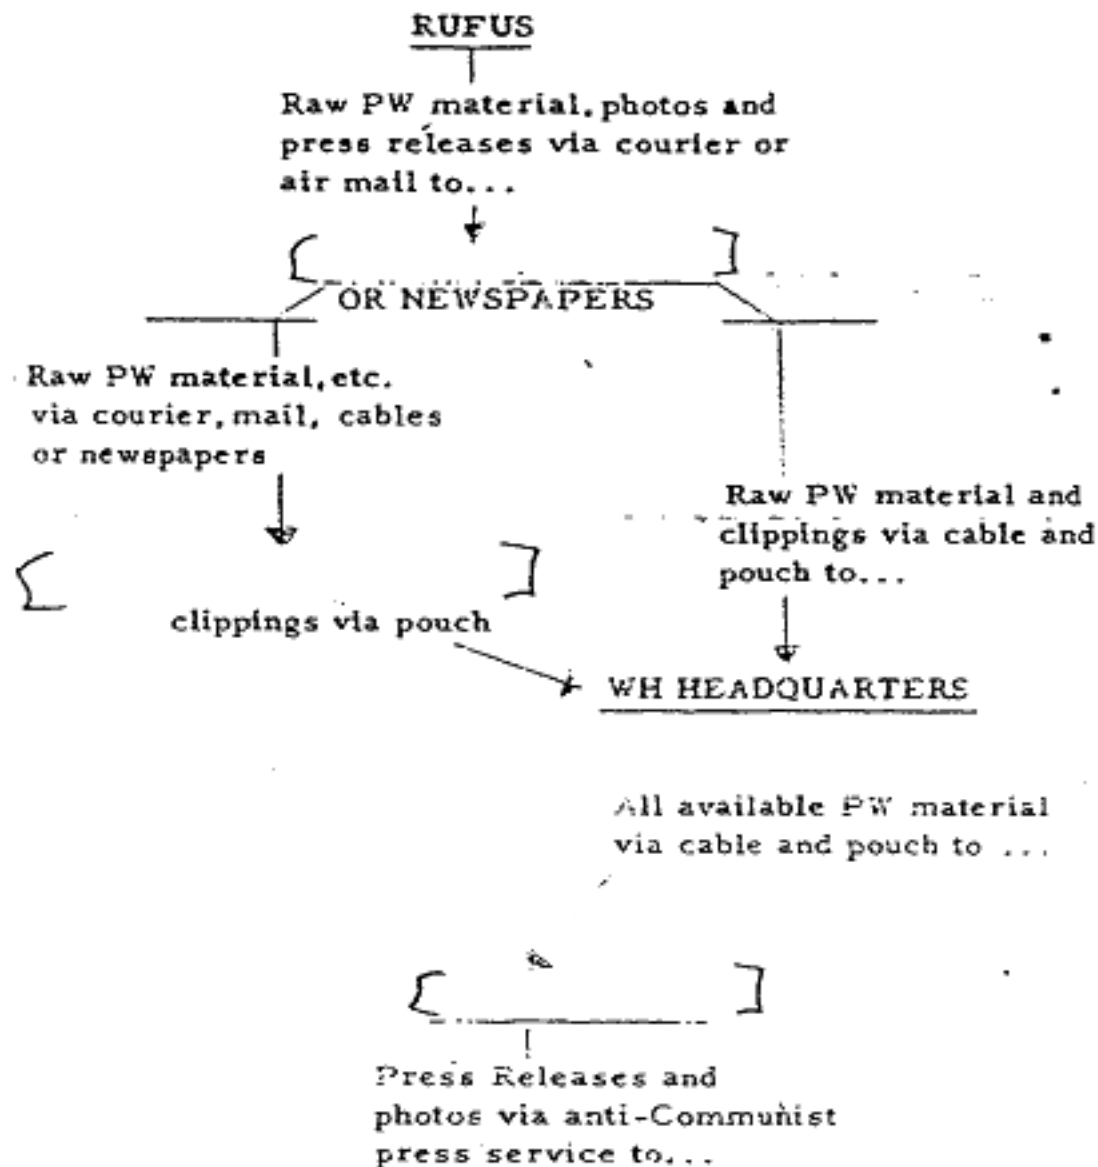 RUFUS
Raw PW material, photos and
press releases via courier or
air mail to...
OR NEWSPAPERS
Raw PW material, etc.
via courier, mail, cables
or newspapers
Raw PW material and
clippings via cable and
pouch to...
clippings via pouch
WH HEADQUARTERS
All available PW material
via cable and pouch to ...
Press Releases and
photos via anti-Communist
press service to...